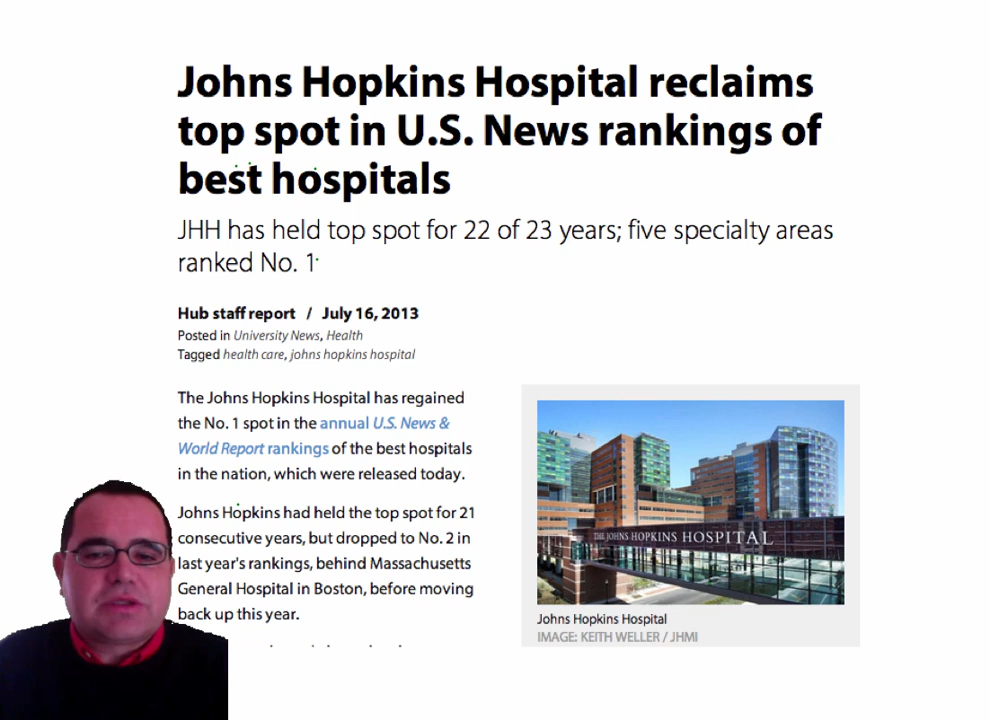 Johns Hopkins Hospital reclaims
top spot in U.S. News rankings of
best hospitals
JHH has held top spot for 22 of 23 years; five specialty areas
ranked No. 1
Hub staff report / July 16, 2013
Posted in University News, Health
Tagged health care, johns hopkins hospital
The Johns Hopkins Hospital has regained
the No. 1 spot in the annual U.S. News &
World Report rankings of the best hospitals
in the nation, which were released today.
Johns Hopkins had held the top spot for 21
consecutive years, but dropped to No. 2 in
last year's rankings, behind Massachusetts
General Hospital in Boston, before moving
back up this year.
THE JOHNS HOPKINS HOSPITAL
Johns Hopkins Hospital
IMAGE: KEITH WELLER / JHMI